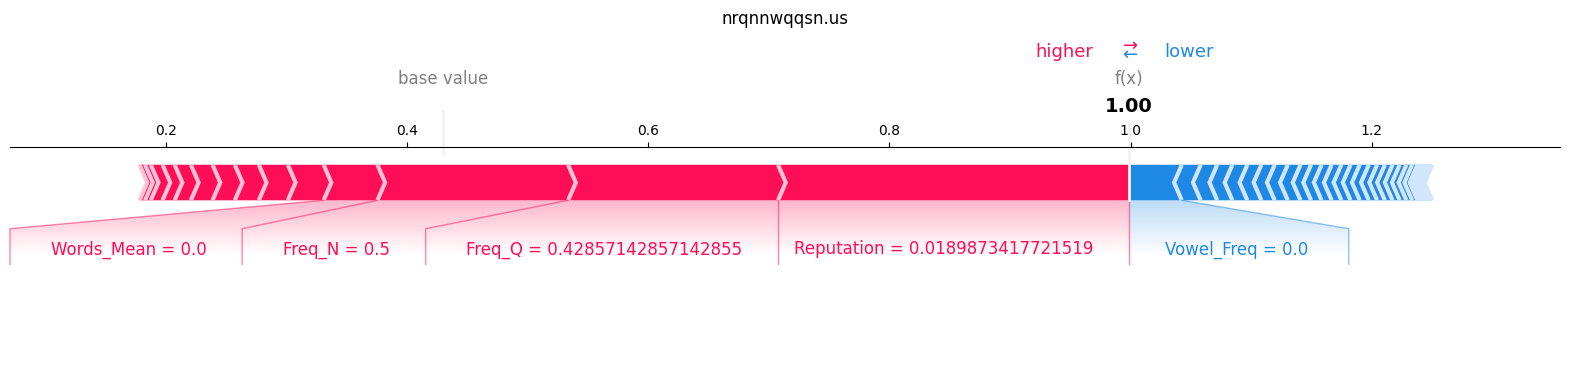 nrqnnwqqsn.us
higher ⇄ lower
base value f(x)
1.00
0.2 0.4 0.6 0.8 1.0 1.2
Words_Mean = 0.0 Freq_N = 0.5 Freq_Q = 0.42857142857142855 Reputation = 0.0189873417721519 Vowel_Freq = 0.0